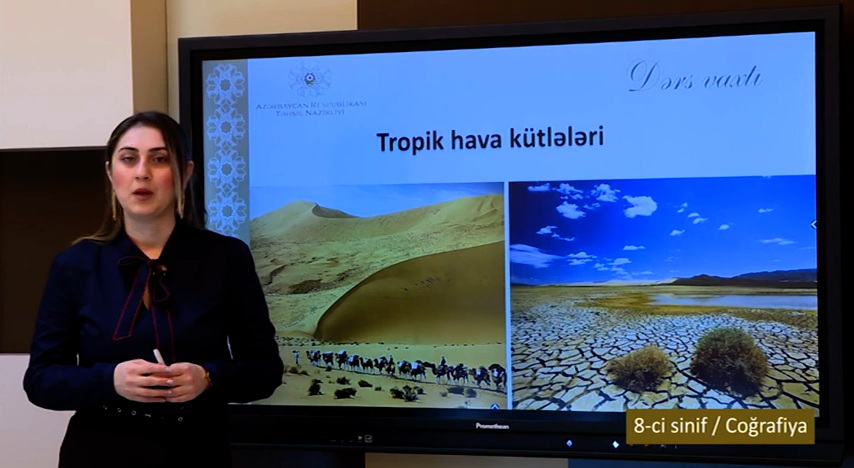 Dərs vaxtı
AZƏRBAYCAN RESPUBLİKASI
TƏHSİL NAZİRLİYİ
Tropik hava kütlələri
Promethean
8-ci sinif / Coğrafiya